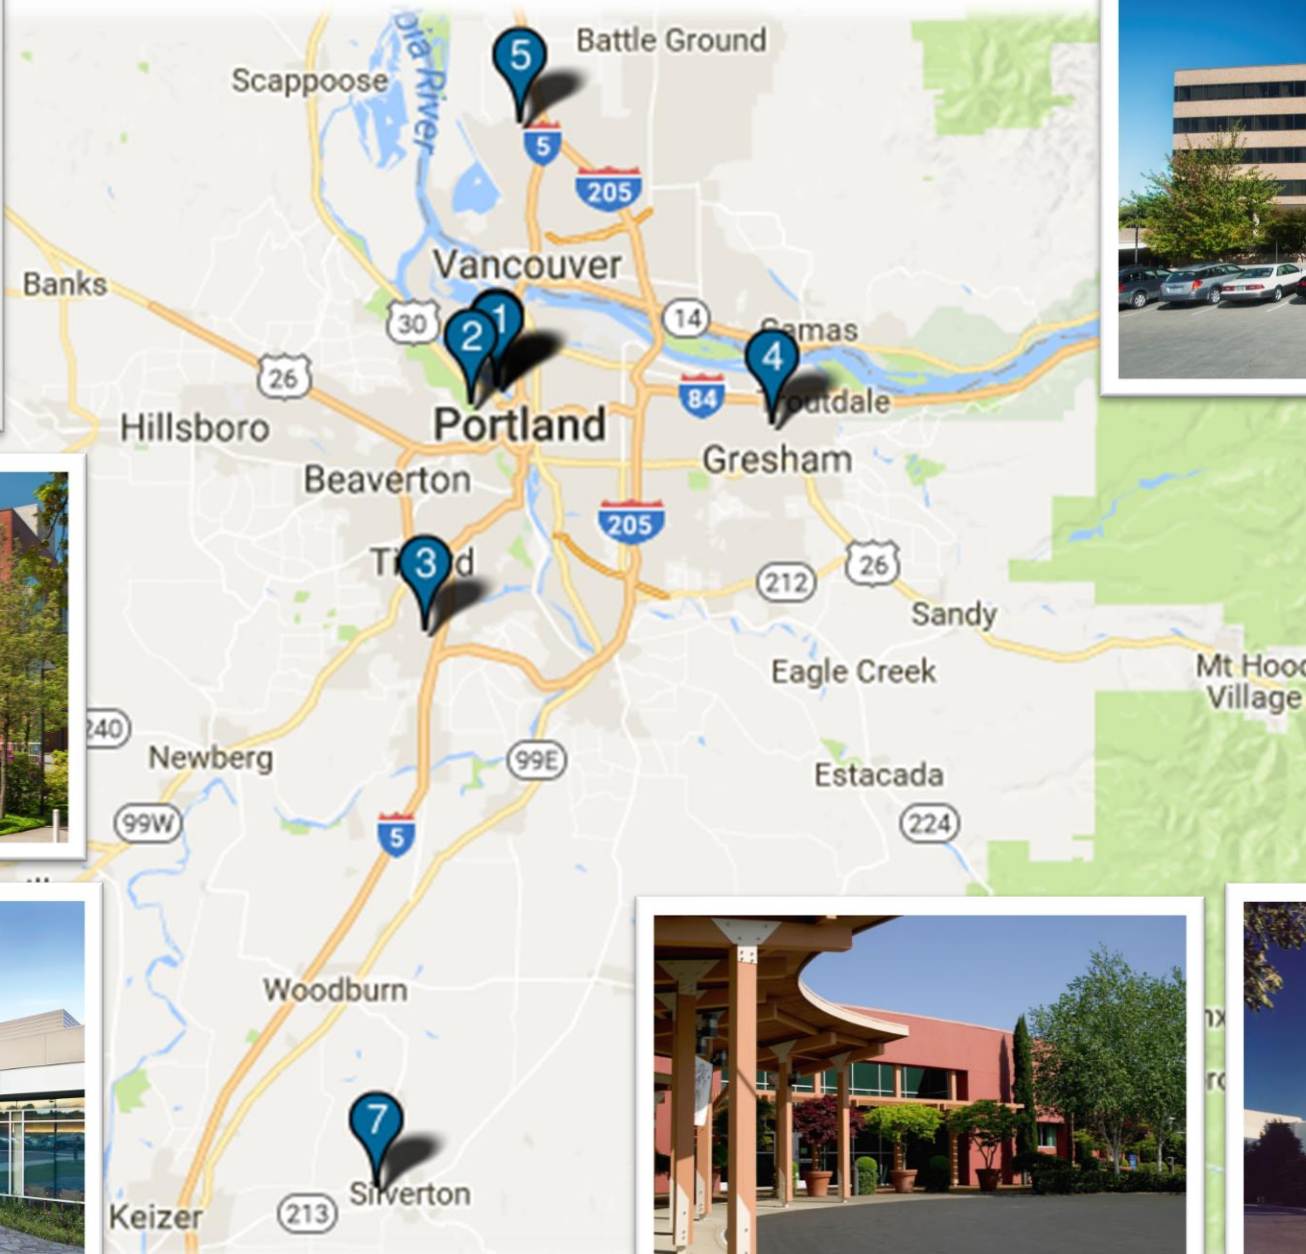 5
Battle Ground
Scappoose
River
5
205
Vancouver
Banks
1
30
2
14
Camas
4
26
84
Troutdale
Portland
Hillsboro
Gresham
Beaverton
205
3
26
212
Sandy
Eagle Creek
Mt Hood
Village
240
Newberg
99E
Estacada
99W
224
5
Woodburn
7
Silverton
Keizer
213